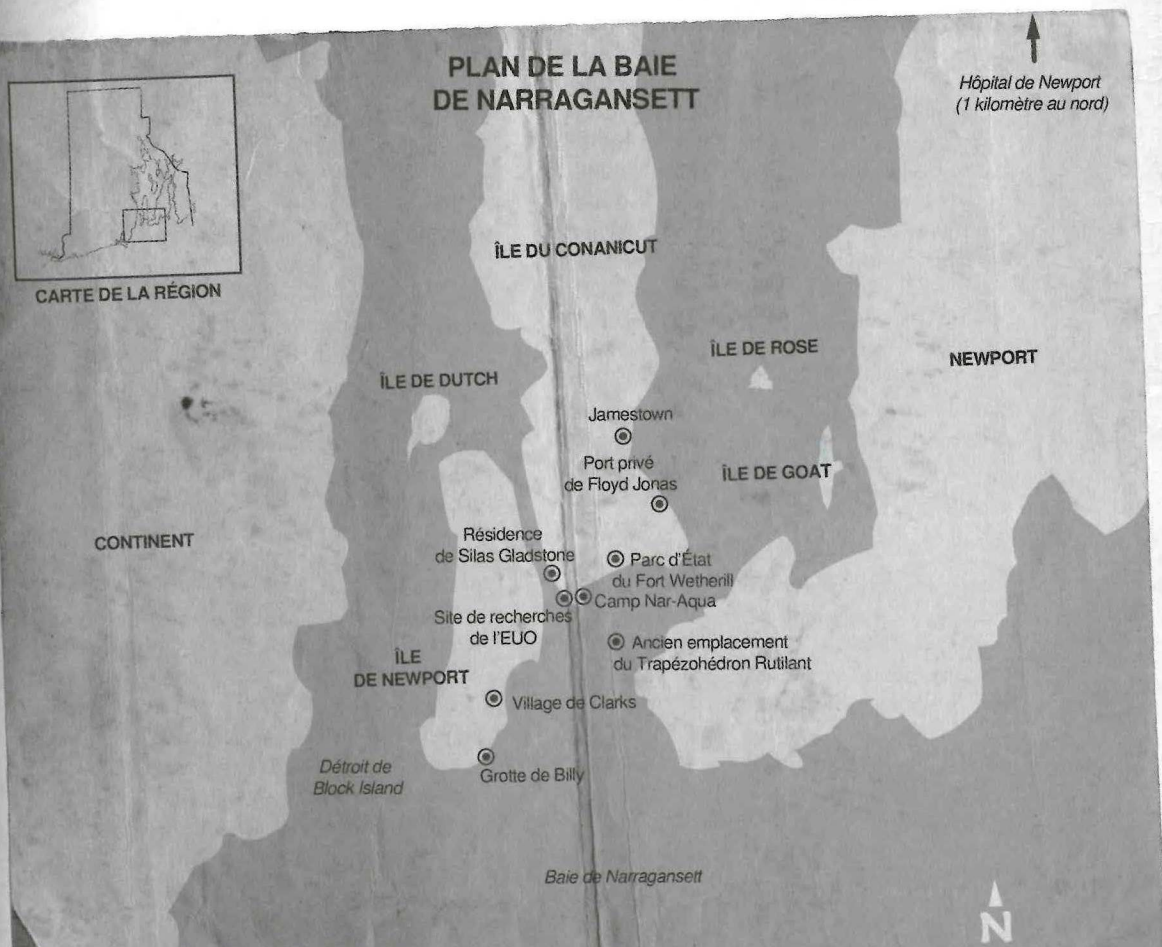 PLAN DE LA BAIE
DE NARRAGANSETT
Hôpital de Newport
(1 kilomètre au nord)
CARTE DE LA RÉGION
ÎLE DU CONANICUT
ÎLE DE ROSE
NEWPORT
ÎLE DE DUTCH
Jamestown
Port privé
de Floyd Jonas
ÎLE DE GOAT
CONTINENT
Résidence
de Silas Gladstone
Parc d'État
du Fort Wetherill
Camp Nar-Aqua
Site de recherches
de l'EUO
Ancien emplacement
du Trapézohédron Rutilant
ÎLE
DE NEWPORT
Village de Clarks
Détroit de
Block Island
Grotte de Billy
Baie de Narragansett
N